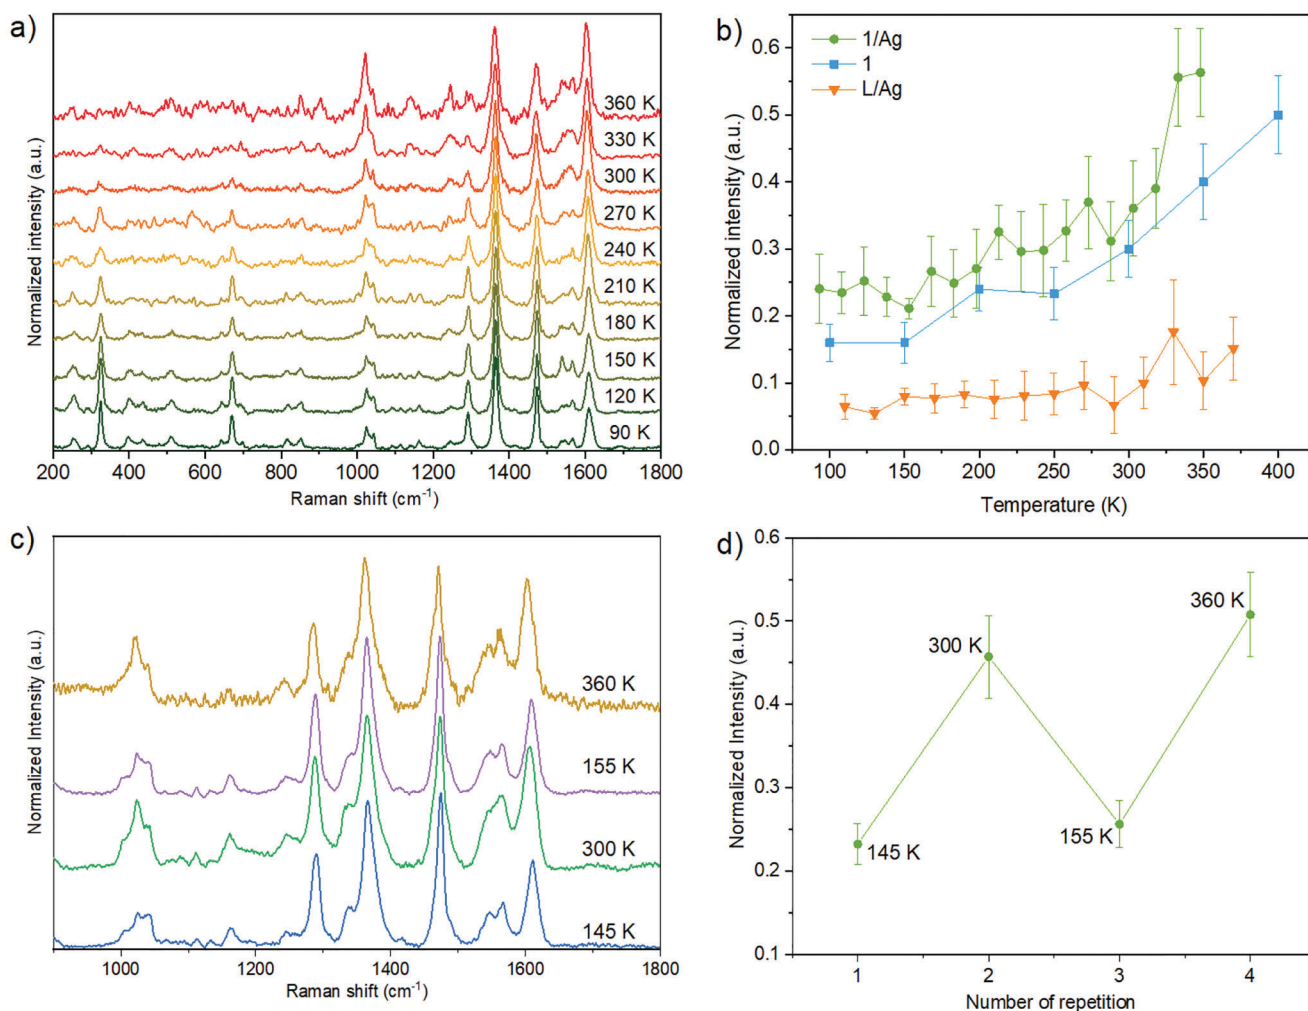 a)
360 K
330 K
300 K
270 K
240 K
210 K
180 K
150 K
120 K
90 K
200 400 600 800 1000 1200 1400 1600 1800
Raman shift (cm⁻¹)
Normalized intensity (a.u.)
b)
1/Ag
1
L/Ag
0.6
0.5
0.4
0.3
0.2
0.1
0.0
100 150 200 250 300 350 400
Temperature (K)
Normalized intensity (a.u.)
c)
360 K
155 K
300 K
145 K
1000 1200 1400 1600 1800
Raman shift (cm⁻¹)
Normalized Intensity (a.u.)
d)
0.6
0.5
0.4
0.3
0.2
0.1
360 K
300 K
155 K
145 K
1 2 3 4
Number of repetition
Normalized Intensity (a.u.)